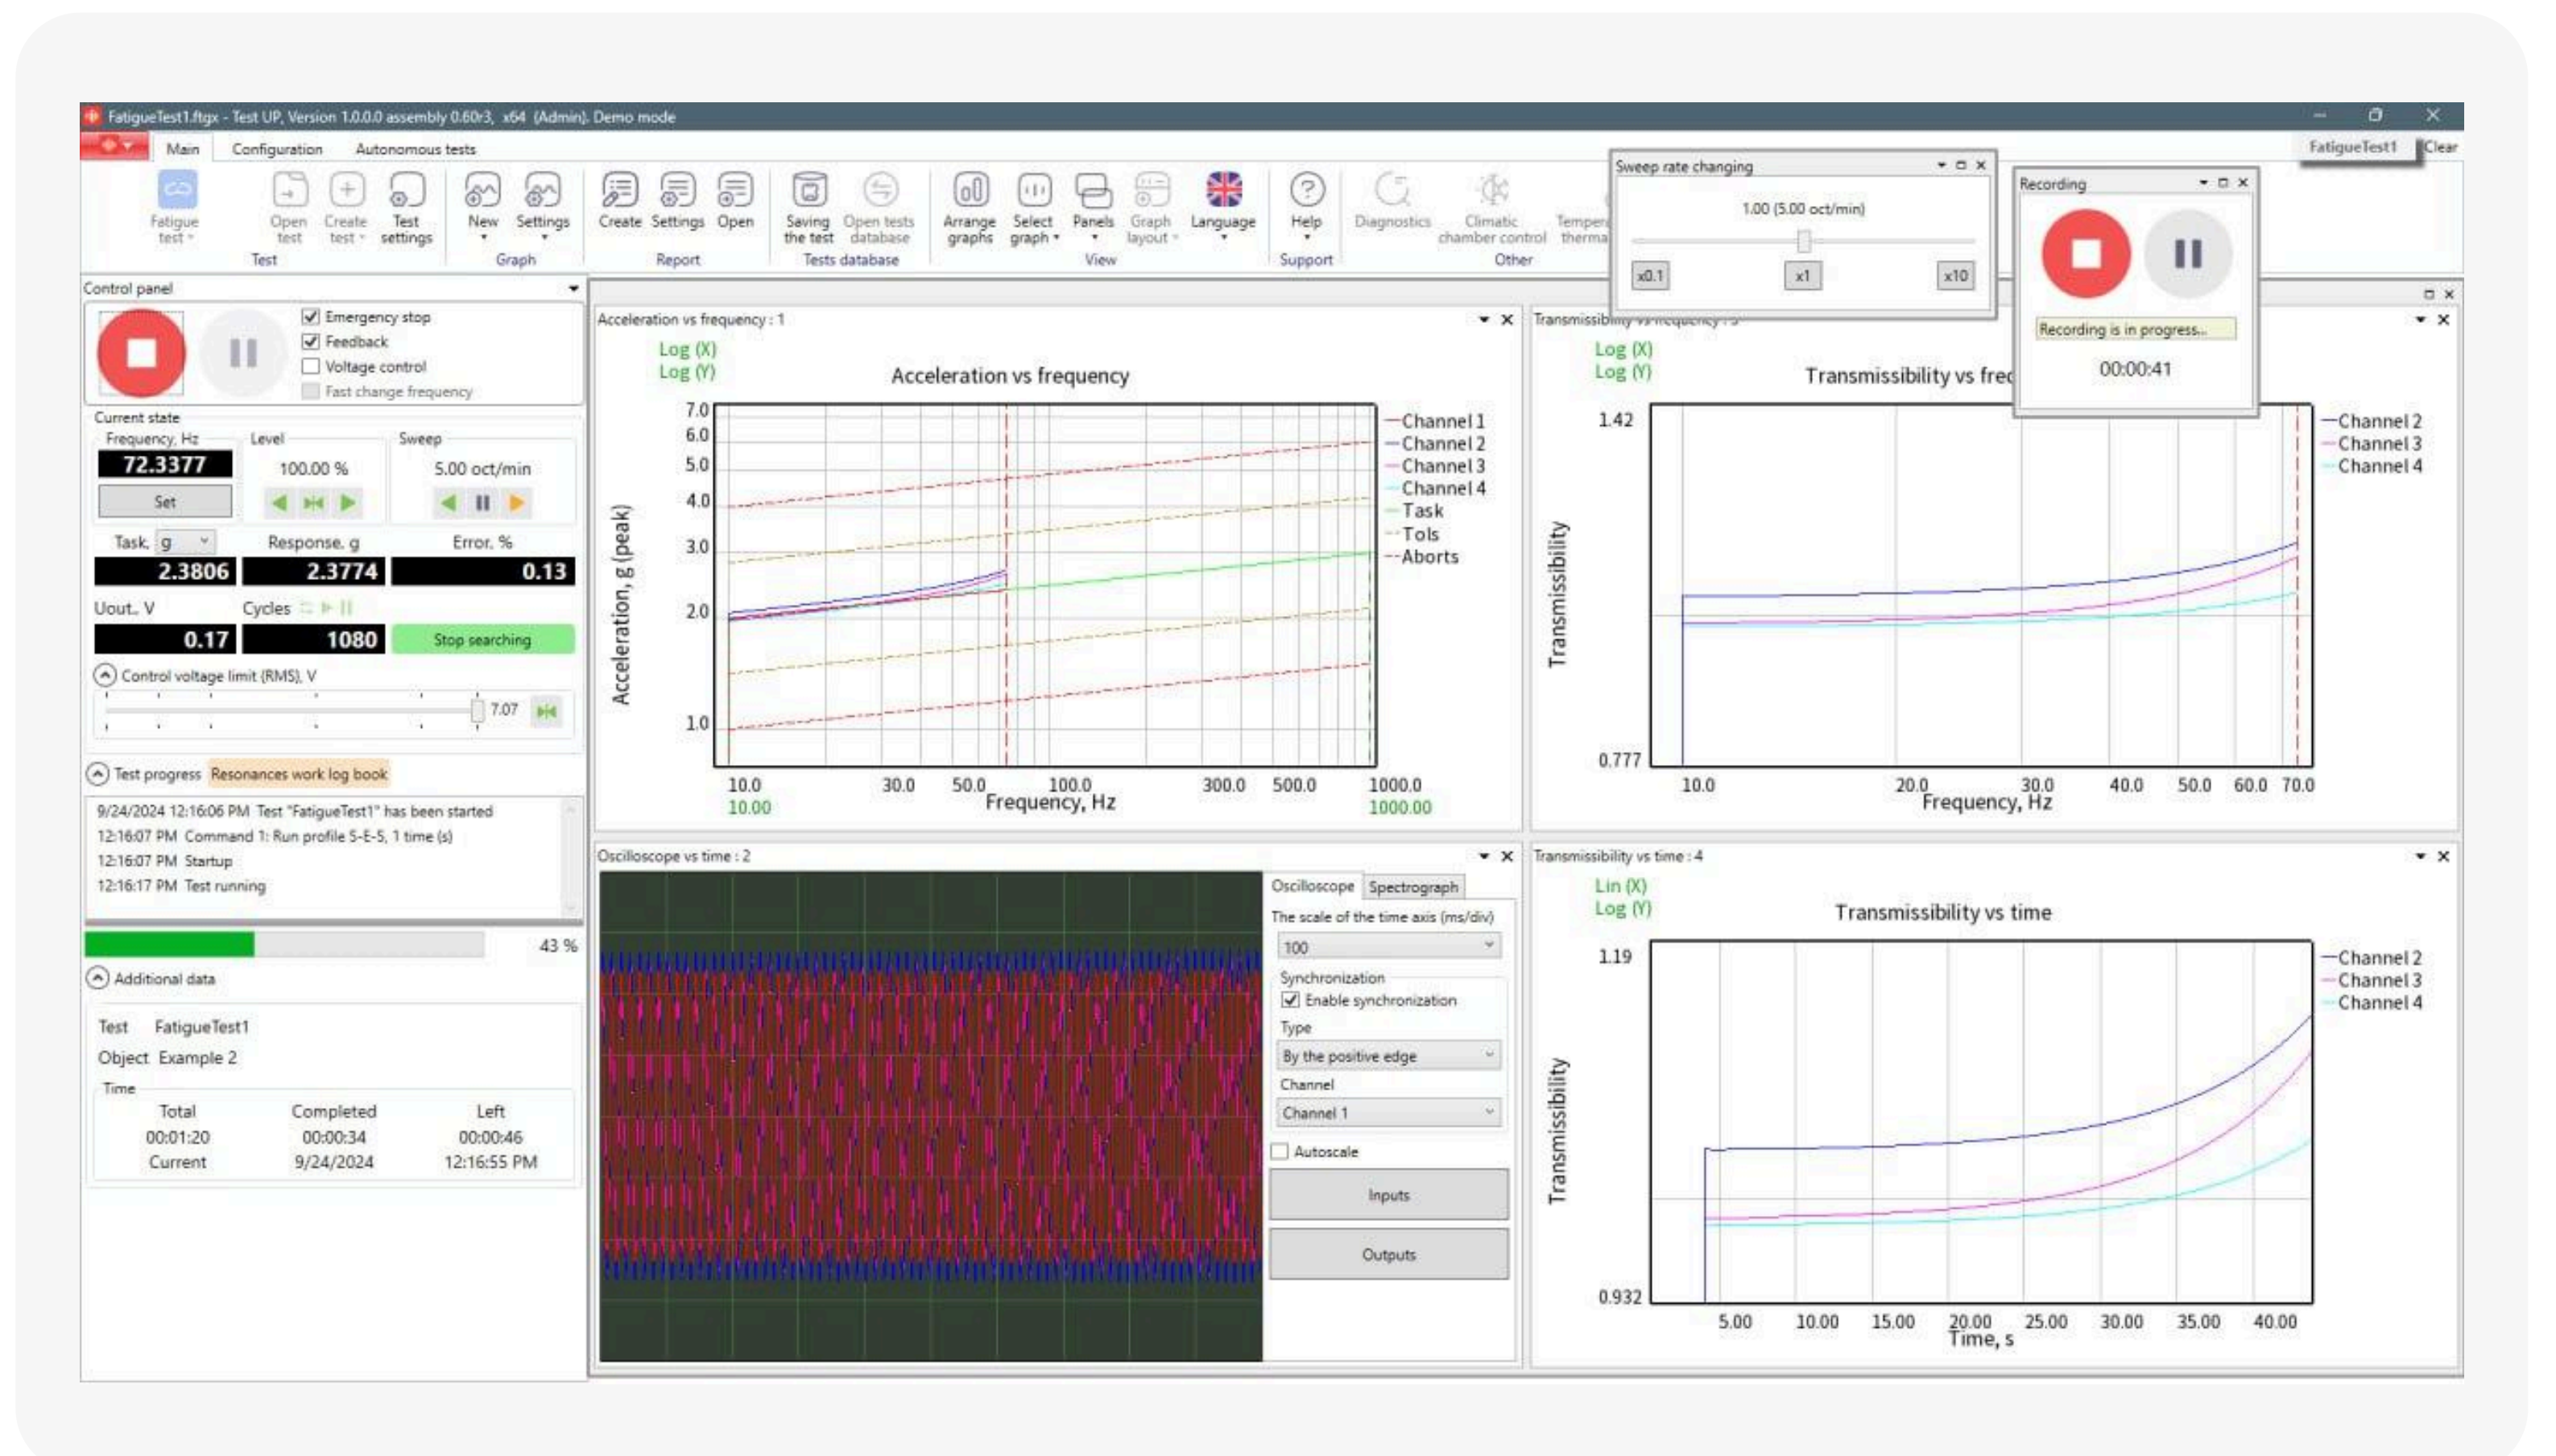 FatigueTest1.ftgx - Test UP, Version 1.0.0.0 assembly 0.60r3, x64 (Admin). Demo mode
Main Configuration Autonomous tests
FatigueTest1 Clear
Fatigue test
Open test
Create test
Test settings
Test
New
Settings
Graph
Create
Settings
Open
Report
Saving the test
Open tests database
Tests database
Arrange graphs
Select graph
Panels
Graph layout
Language
View
Help
Support
Diagnostics
Climatic chamber control
Other
Sweep rate changing
1.00 (5.00 oct/min)
x0.1 x1 x10
Recording
Recording is in progress...
00:00:41
Control panel
Emergency stop
Feedback
Voltage control
Fast change frequency
Current state
Frequency, Hz Level Sweep
72.3377 100.00 % 5.00 oct/min
Set
Task, g Response, g Error, %
2.3806 2.3774 0.13
Uout., V Cycles
0.17 1080 Stop searching
Control voltage limit (RMS), V
7.07
Test progress Resonances work log book
9/24/2024 12:16:06 PM Test "FatigueTest1" has been started
12:16:07 PM Command 1: Run profile S-E-S, 1 time (s)
12:16:07 PM Startup
12:16:17 PM Test running
43 %
Additional data
Test FatigueTest1
Object Example 2
Time
Total Completed Left
00:01:20 00:00:34 00:00:46
Current 9/24/2024 12:16:55 PM
Acceleration vs frequency : 1
Log (X)
Log (Y)
Acceleration vs frequency
Acceleration, g (peak)
7.0
6.0
5.0
4.0
3.0
2.0
1.0
10.0 30.0 50.0 100.0 300.0 500.0 1000.0
Frequency, Hz
10.00 1000.00
Channel 1
Channel 2
Channel 3
Channel 4
Task
Tols
Aborts
Log (X)
Log (Y)
Transmissibility vs
Transmissibility
1.42
0.777
10.0 20.0 30.0 40.0 50.0 60.0 70.0
Frequency, Hz
Channel 2
Channel 3
Channel 4
Oscilloscope vs time : 2
Oscilloscope Spectrograph
The scale of the time axis (ms/div)
100
Synchronization
Enable synchronization
Type
By the positive edge
Channel
Channel 1
Autoscale
Inputs
Outputs
Transmissibility vs time : 4
Lin (X)
Log (Y)
Transmissibility vs time
Transmissibility
1.19
0.932
5.00 10.00 15.00 20.00 25.00 30.00 35.00 40.00
Time, s
Channel 2
Channel 3
Channel 4